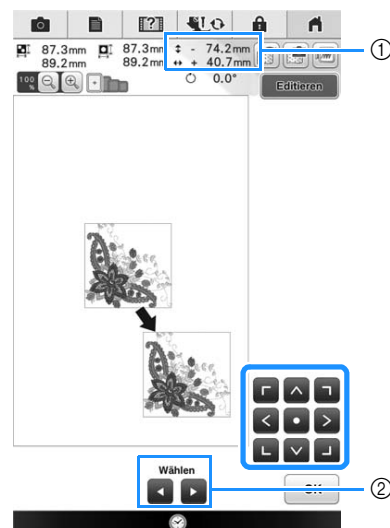 87.3mm 87.3mm ↕ - 74.2mm ①
89.2mm 89.2mm ↔ + 40.7mm
100 % 0.0° Editieren
Wählen
OK ②